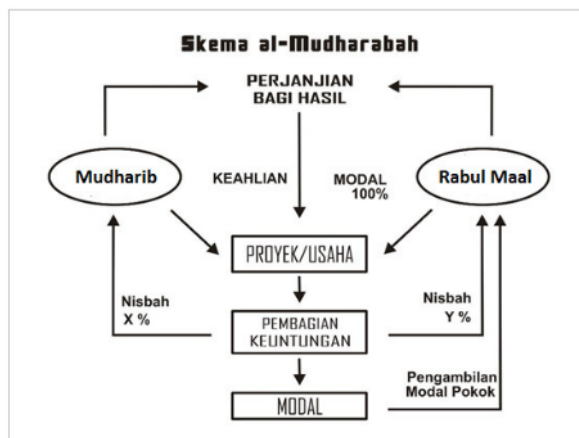 Skema al-Mudharabah
PERJANJIAN
BAGI HASIL
Mudharib
KEAHLIAN
MODAL
100%
Rabul Maal
PROYEK/USAHA
Nisbah
X %
PEMBAGIAN
KEUNTUNGAN
Nisbah
Y %
Pengambilan
Modal Pokok
MODAL